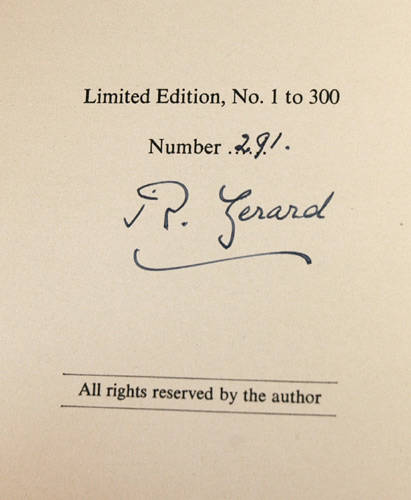 Limited Edition, No. 1 to 300
Number ..291.
R. Gerard
All rights reserved by the author